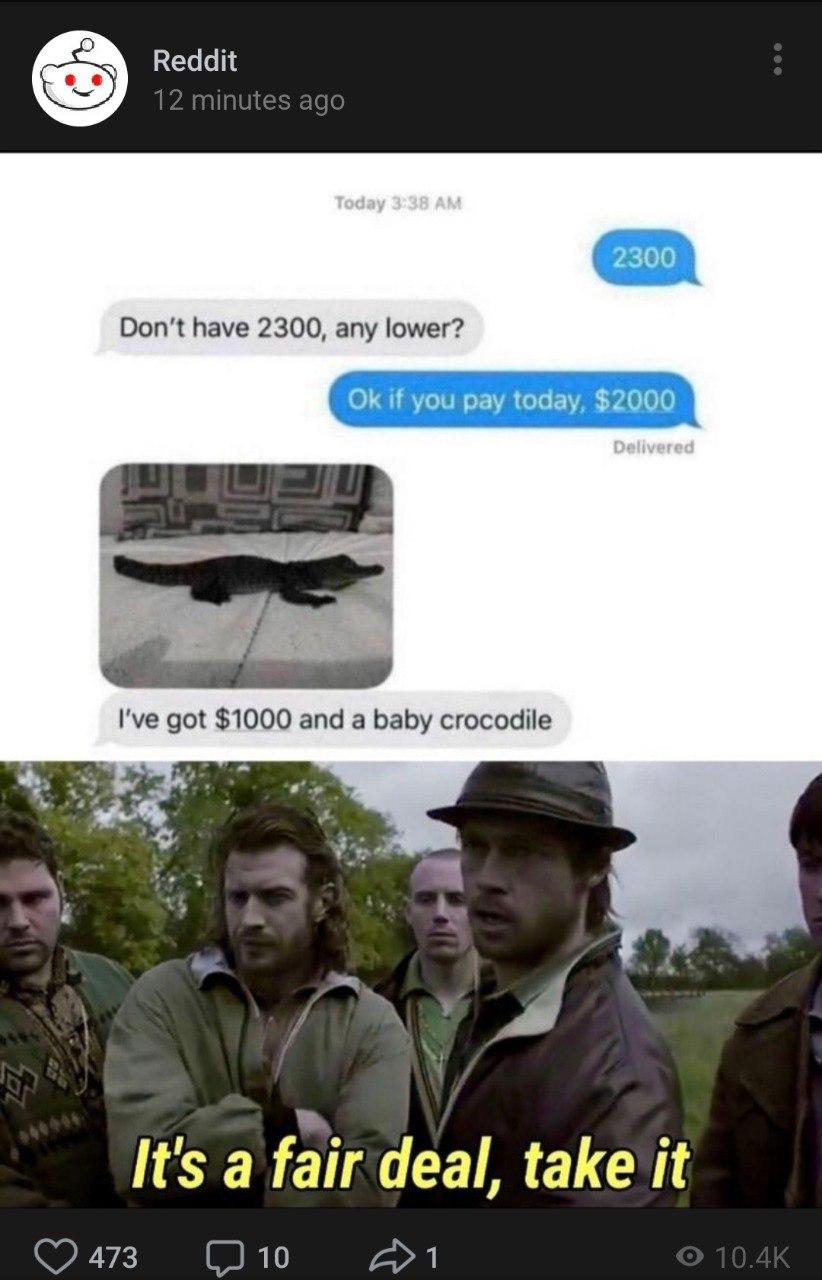 Reddit
12 minutes ago
Today 3:38 AM
2300
Don't have 2300, any lower?
Ok if you pay today, $2000
Delivered
I've got $1000 and a baby crocodile
It's a fair deal, take it
473
10
1
10.4K